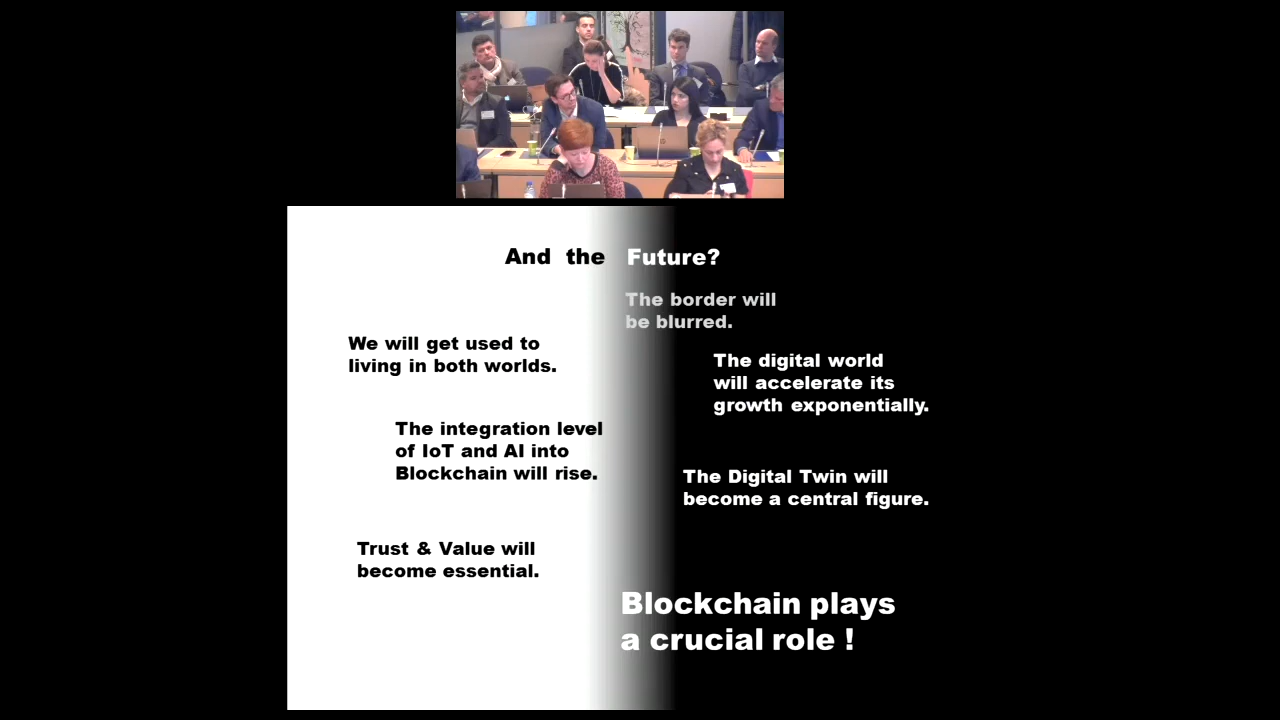 And the Future?
The border will
be blurred.
We will get used to
living in both worlds.
The digital world
will accelerate its
growth exponentially.
The integration level
of IoT and AI into
Blockchain will rise.
The Digital Twin will
become a central figure.
Trust & Value will
become essential.
Blockchain plays
a crucial role !